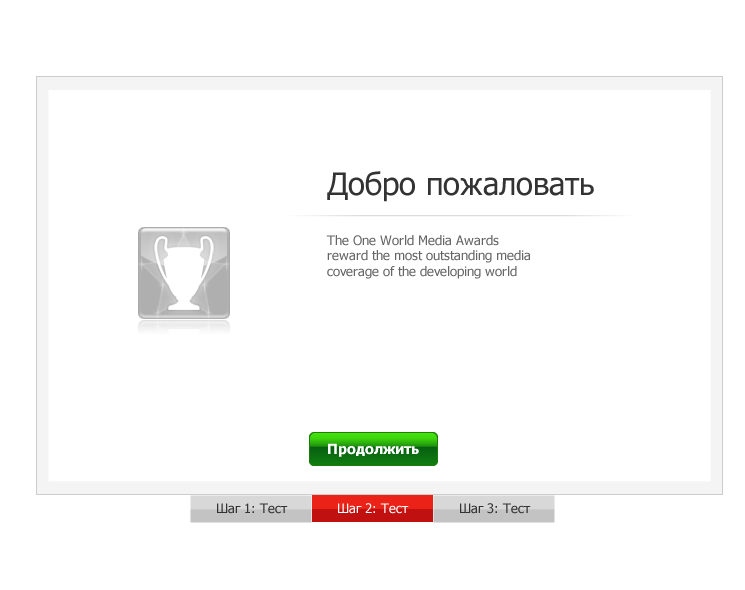 Добро пожаловать
The One World Media Awards
reward the most outstanding media
coverage of the developing world
Продолжить
Шаг 1: Тест
Шаг 2: Тест
Шаг 3: Тест